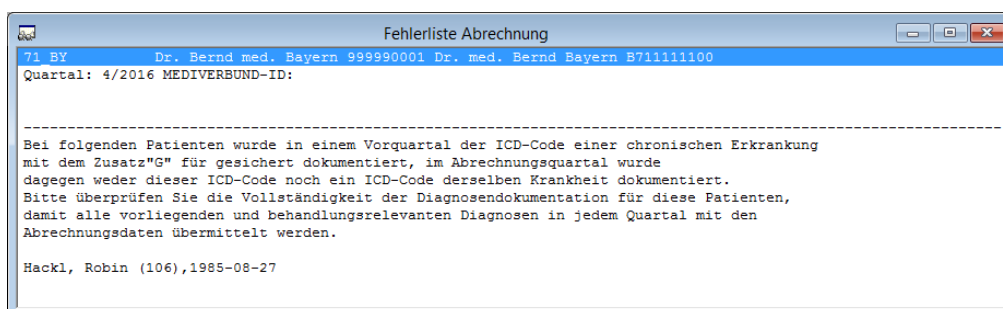 Fehlerliste Abrechnung
71_BY Dr. Bernd med. Bayern 999990001 Dr. med. Bernd Bayern B711111100
Quartal: 4/2016 MEDIVERBUND-ID:
Bei folgenden Patienten wurde in einem Vorquartal der ICD-Code einer chronischen Erkrankung
mit dem Zusatz"G" für gesichert dokumentiert, im Abrechnungsquartal wurde
dagegen weder dieser ICD-Code noch ein ICD-Code derselben Krankheit dokumentiert.
Bitte überprüfen Sie die Vollständigkeit der Diagnosendokumentation für diese Patienten,
damit alle vorliegenden und behandlungsrelevanten Diagnosen in jedem Quartal mit den
Abrechnungsdaten übermittelt werden.
Hackl, Robin (106),1985-08-27